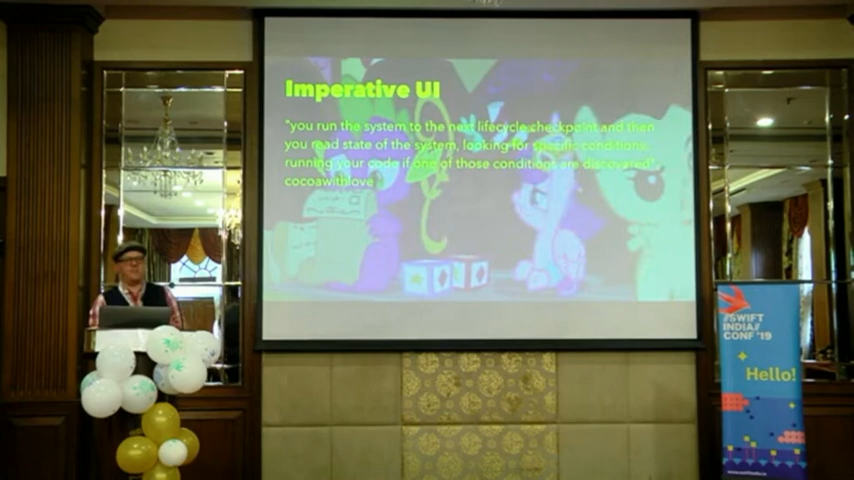 Imperative UI
"you run the system to the next lifecycle checkpoint and then
you read state of the system, looking for specific conditions,
running your code if one of those conditions are discovered",
cocoawithlove
//SWIFT
INDIA//
CONF '19
Hello!